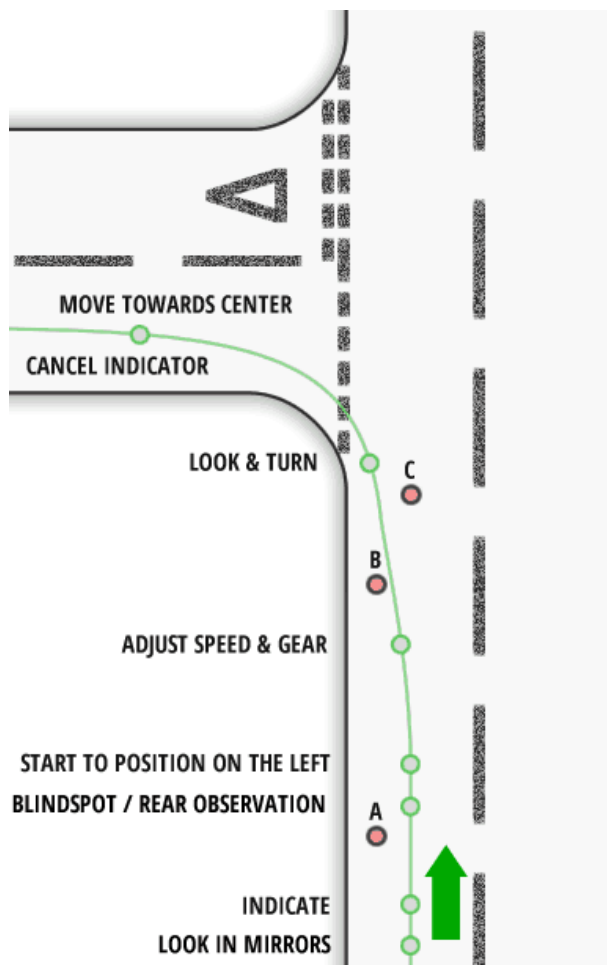 MOVE TOWARDS CENTER
CANCEL INDICATOR
LOOK & TURN
C
B
ADJUST SPEED & GEAR
START TO POSITION ON THE LEFT
BLINDSPOT / REAR OBSERVATION
A
INDICATE
LOOK IN MIRRORS